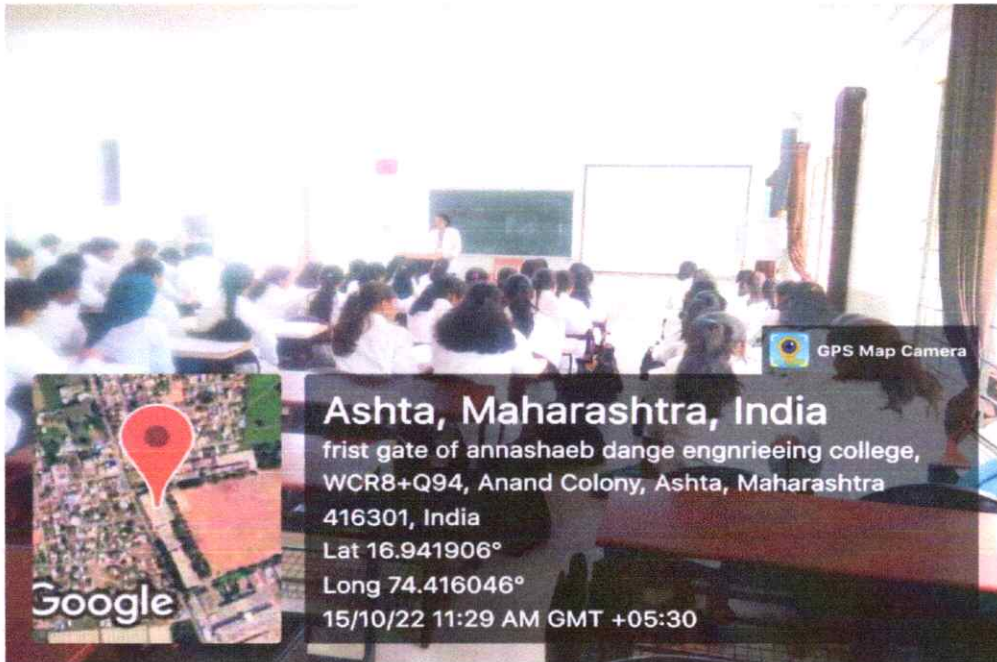 GPS Map Camera
Ashta, Maharashtra, India
frist gate of annashaeb dange engnrieeing college,
WCR8+Q94, Anand Colony, Ashta, Maharashtra
416301, India
Lat 16.941906°
Long 74.416046°
15/10/22 11:29 AM GMT +05:30
Google